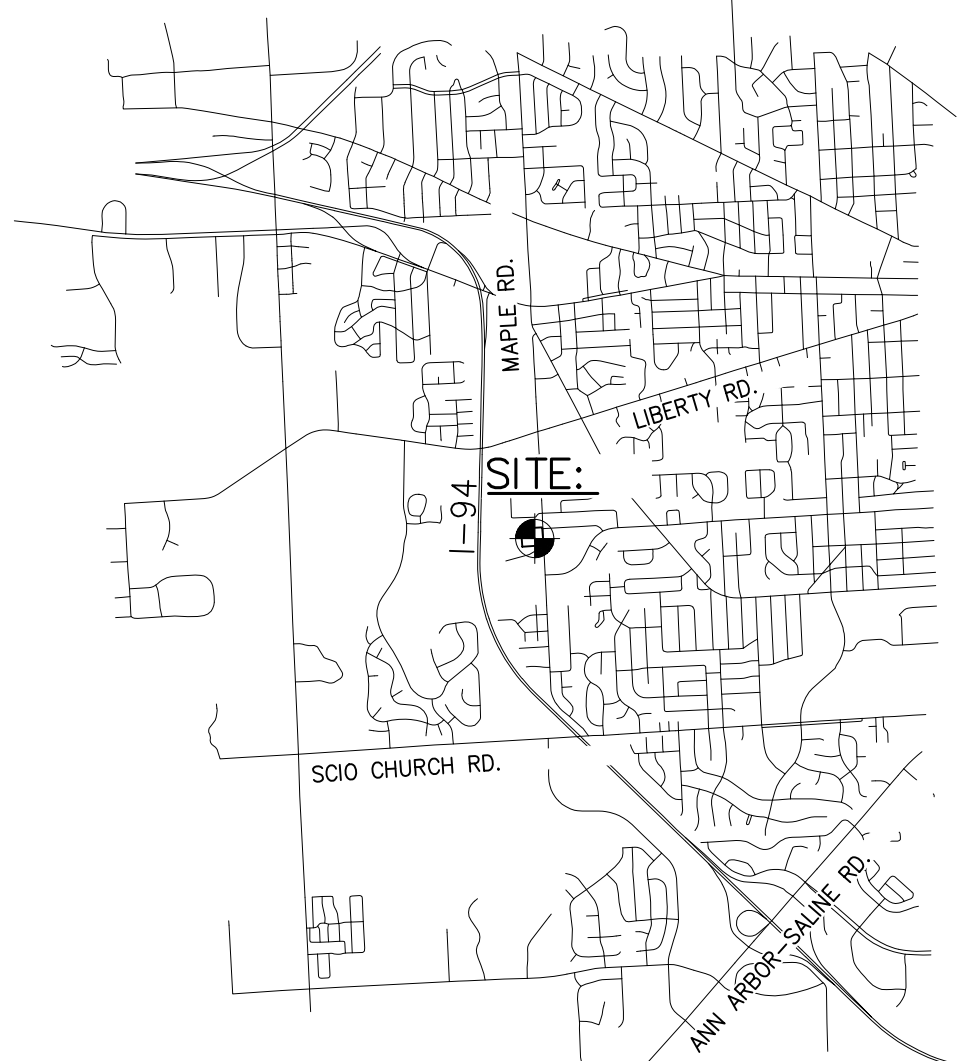 MAPLE RD.
LIBERTY RD.
SITE:
I-94
SCIO CHURCH RD.
ANN ARBOR-SALINE RD.